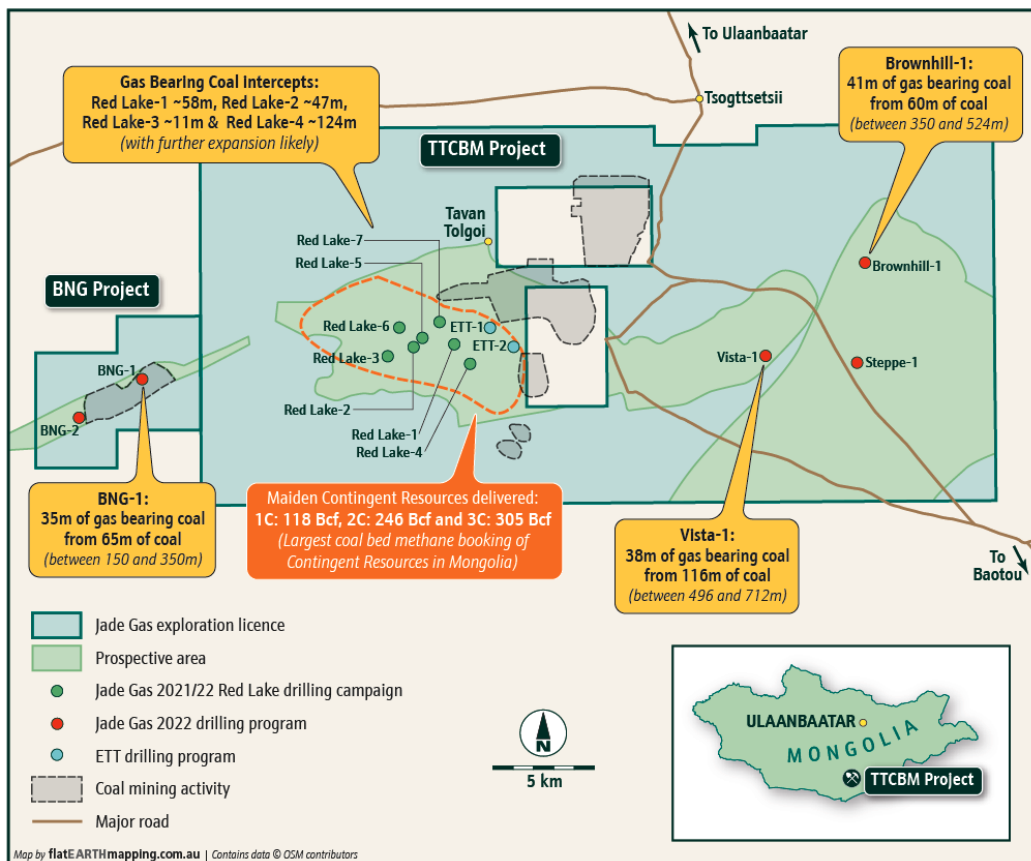 To Ulaanbaatar
Tsogttsetsii
Brownhill-1:
41m of gas bearing coal
from 60m of coal
(between 350 and 524m)
Gas Bearing Coal Intercepts:
Red Lake-1 ~58m, Red Lake-2 ~47m,
Red Lake-3 ~11m & Red Lake-4 ~124m
(with further expansion likely)
TTCBM Project
Tavan
Tolgoi
Red Lake-7
Red Lake-5
Brownhill-1
BNG Project
Red Lake-6
ETT-1
ETT-2
Red Lake-3
Vista-1
Steppe-1
BNG-1
Red Lake-2
BNG-2
Red Lake-1
Red Lake-4
BNG-1:
35m of gas bearing coal
from 65m of coal
(between 150 and 350m)
Maiden Contingent Resources delivered:
1C: 118 Bcf, 2C: 246 Bcf and 3C: 305 Bcf
(Largest coal bed methane booking of
Contingent Resources in Mongolia)
VIsta-1:
38m of gas bearing coal
from 116m of coal
(between 496 and 712m)
To
Baotou
Jade Gas exploration licence
Prospective area
Jade Gas 2021/22 Red Lake drilling campaign
Jade Gas 2022 drilling program
ETT drilling program
Coal mining activity
Major road
N
5 km
ULAANBAATAR
MONGOLIA
TTCBM Project
Map by flatEARTHmapping.com.au | Contains data © OSM contributors